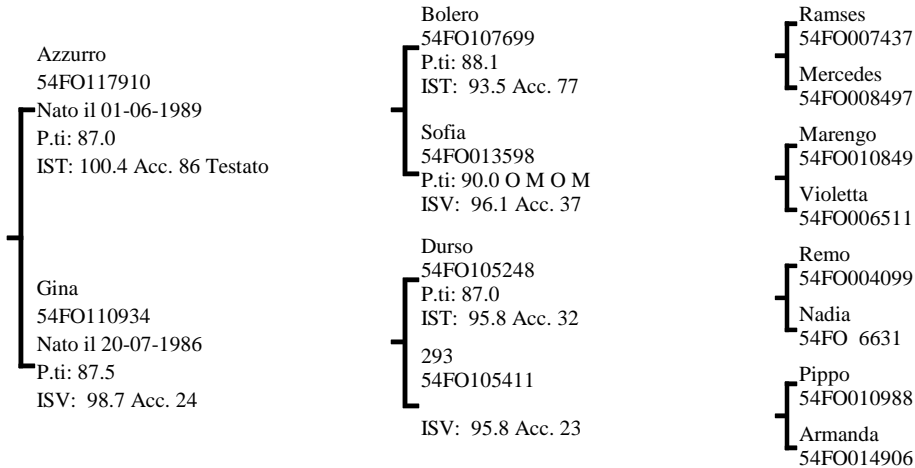 Azzurro
54FO117910
Nato il 01-06-1989
P.ti: 87.0
IST: 100.4 Acc. 86 Testato
Gina
54FO110934
Nato il 20-07-1986
P.ti: 87.5
ISV: 98.7 Acc. 24
Bolero
54FO107699
P.ti: 88.1
IST: 93.5 Acc. 77
Sofia
54FO013598
P.ti: 90.0 O M O M
ISV: 96.1 Acc. 37
Durso
54FO105248
P.ti: 87.0
IST: 95.8 Acc. 32
293
54FO105411
ISV: 95.8 Acc. 23
Ramses
54FO007437
Mercedes
54FO008497
Marengo
54FO010849
Violetta
54FO006511
Remo
54FO004099
Nadia
54FO 6631
Pippo
54FO010988
Armanda
54FO014906